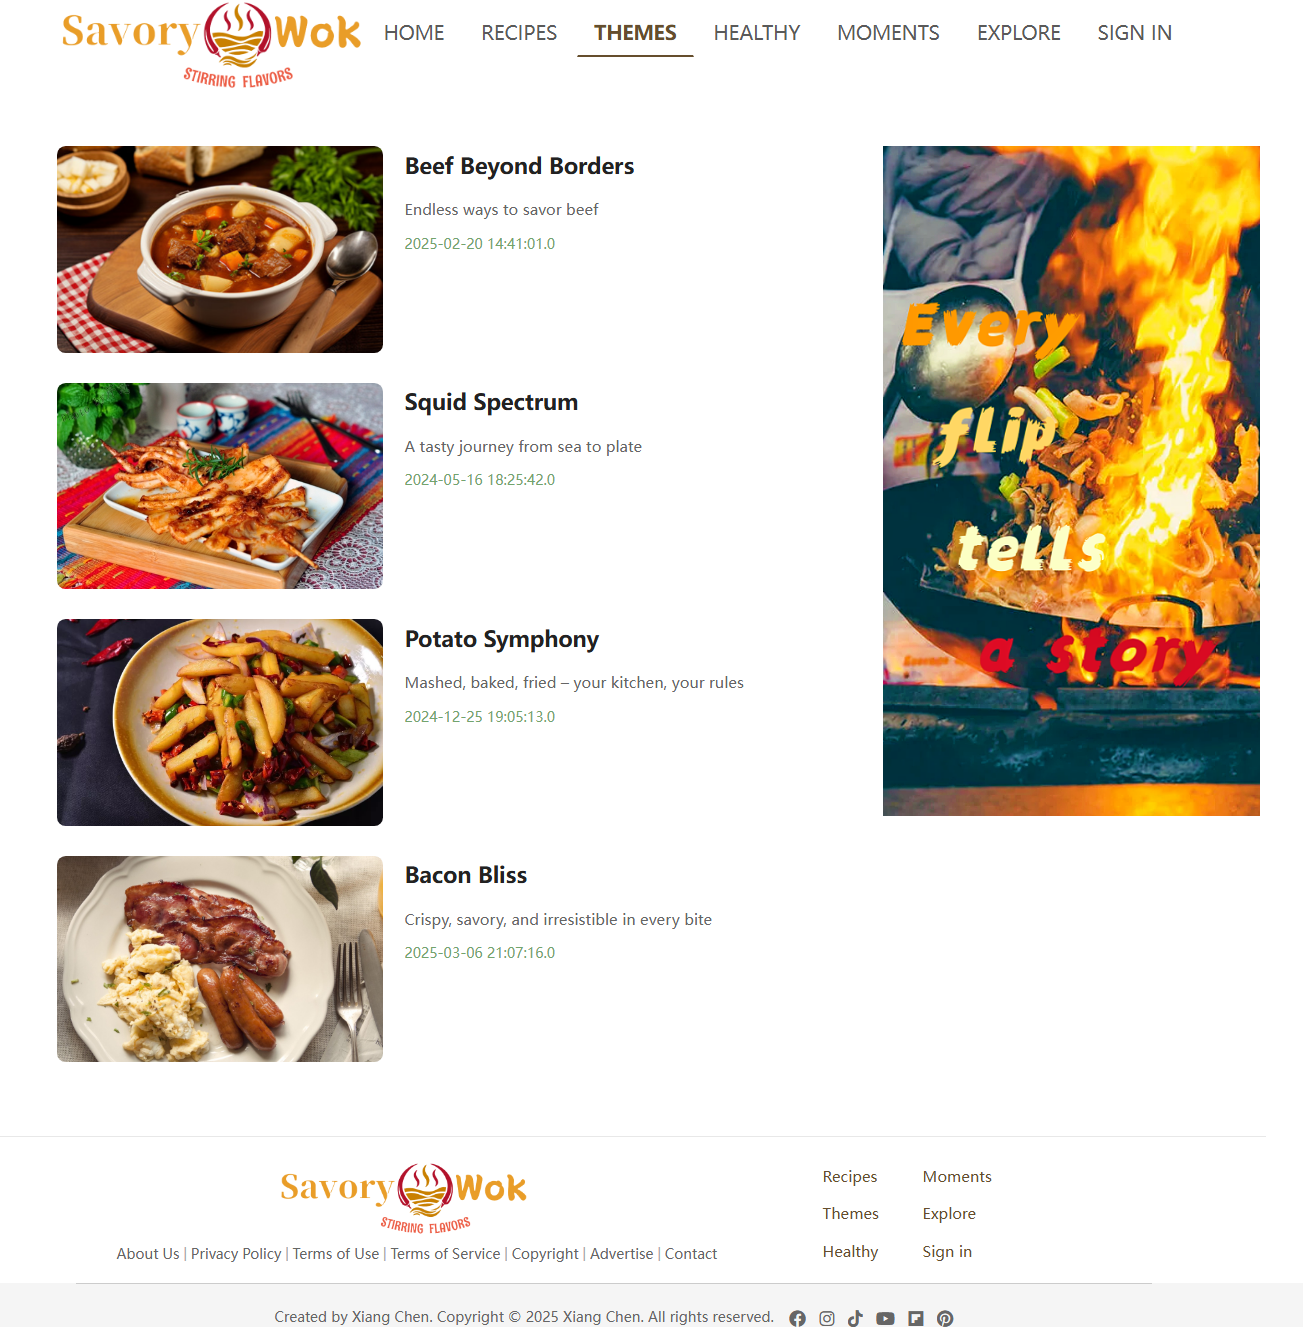 Savory Wok
STIRRING FLAVORS
HOME RECIPES THEMES HEALTHY MOMENTS EXPLORE SIGN IN
Beef Beyond Borders
Endless ways to savor beef
2025-02-20 14:41:01.0
Squid Spectrum
A tasty journey from sea to plate
2024-05-16 18:25:42.0
Potato Symphony
Mashed, baked, fried – your kitchen, your rules
2024-12-25 19:05:13.0
Bacon Bliss
Crispy, savory, and irresistible in every bite
2025-03-06 21:07:16.0
Every
flip
tells
a story
Savory Wok
STIRRING FLAVORS
About Us | Privacy Policy | Terms of Use | Terms of Service | Copyright | Advertise | Contact
Recipes Moments
Themes Explore
Healthy Sign in
Created by Xiang Chen. Copyright © 2025 Xiang Chen. All rights reserved.